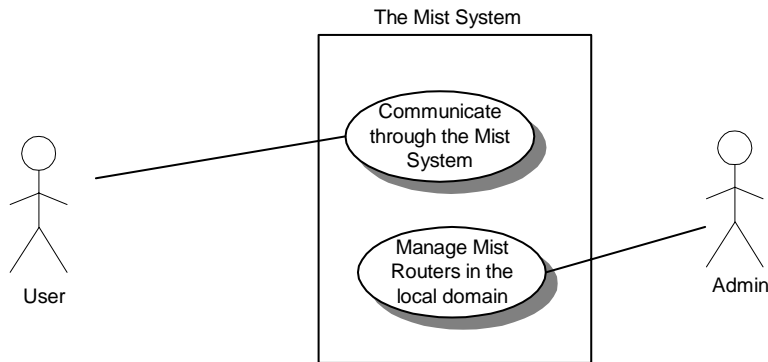 The Mist System
Communicate
through the Mist
System
Manage Mist
Routers in the
local domain
User
Admin